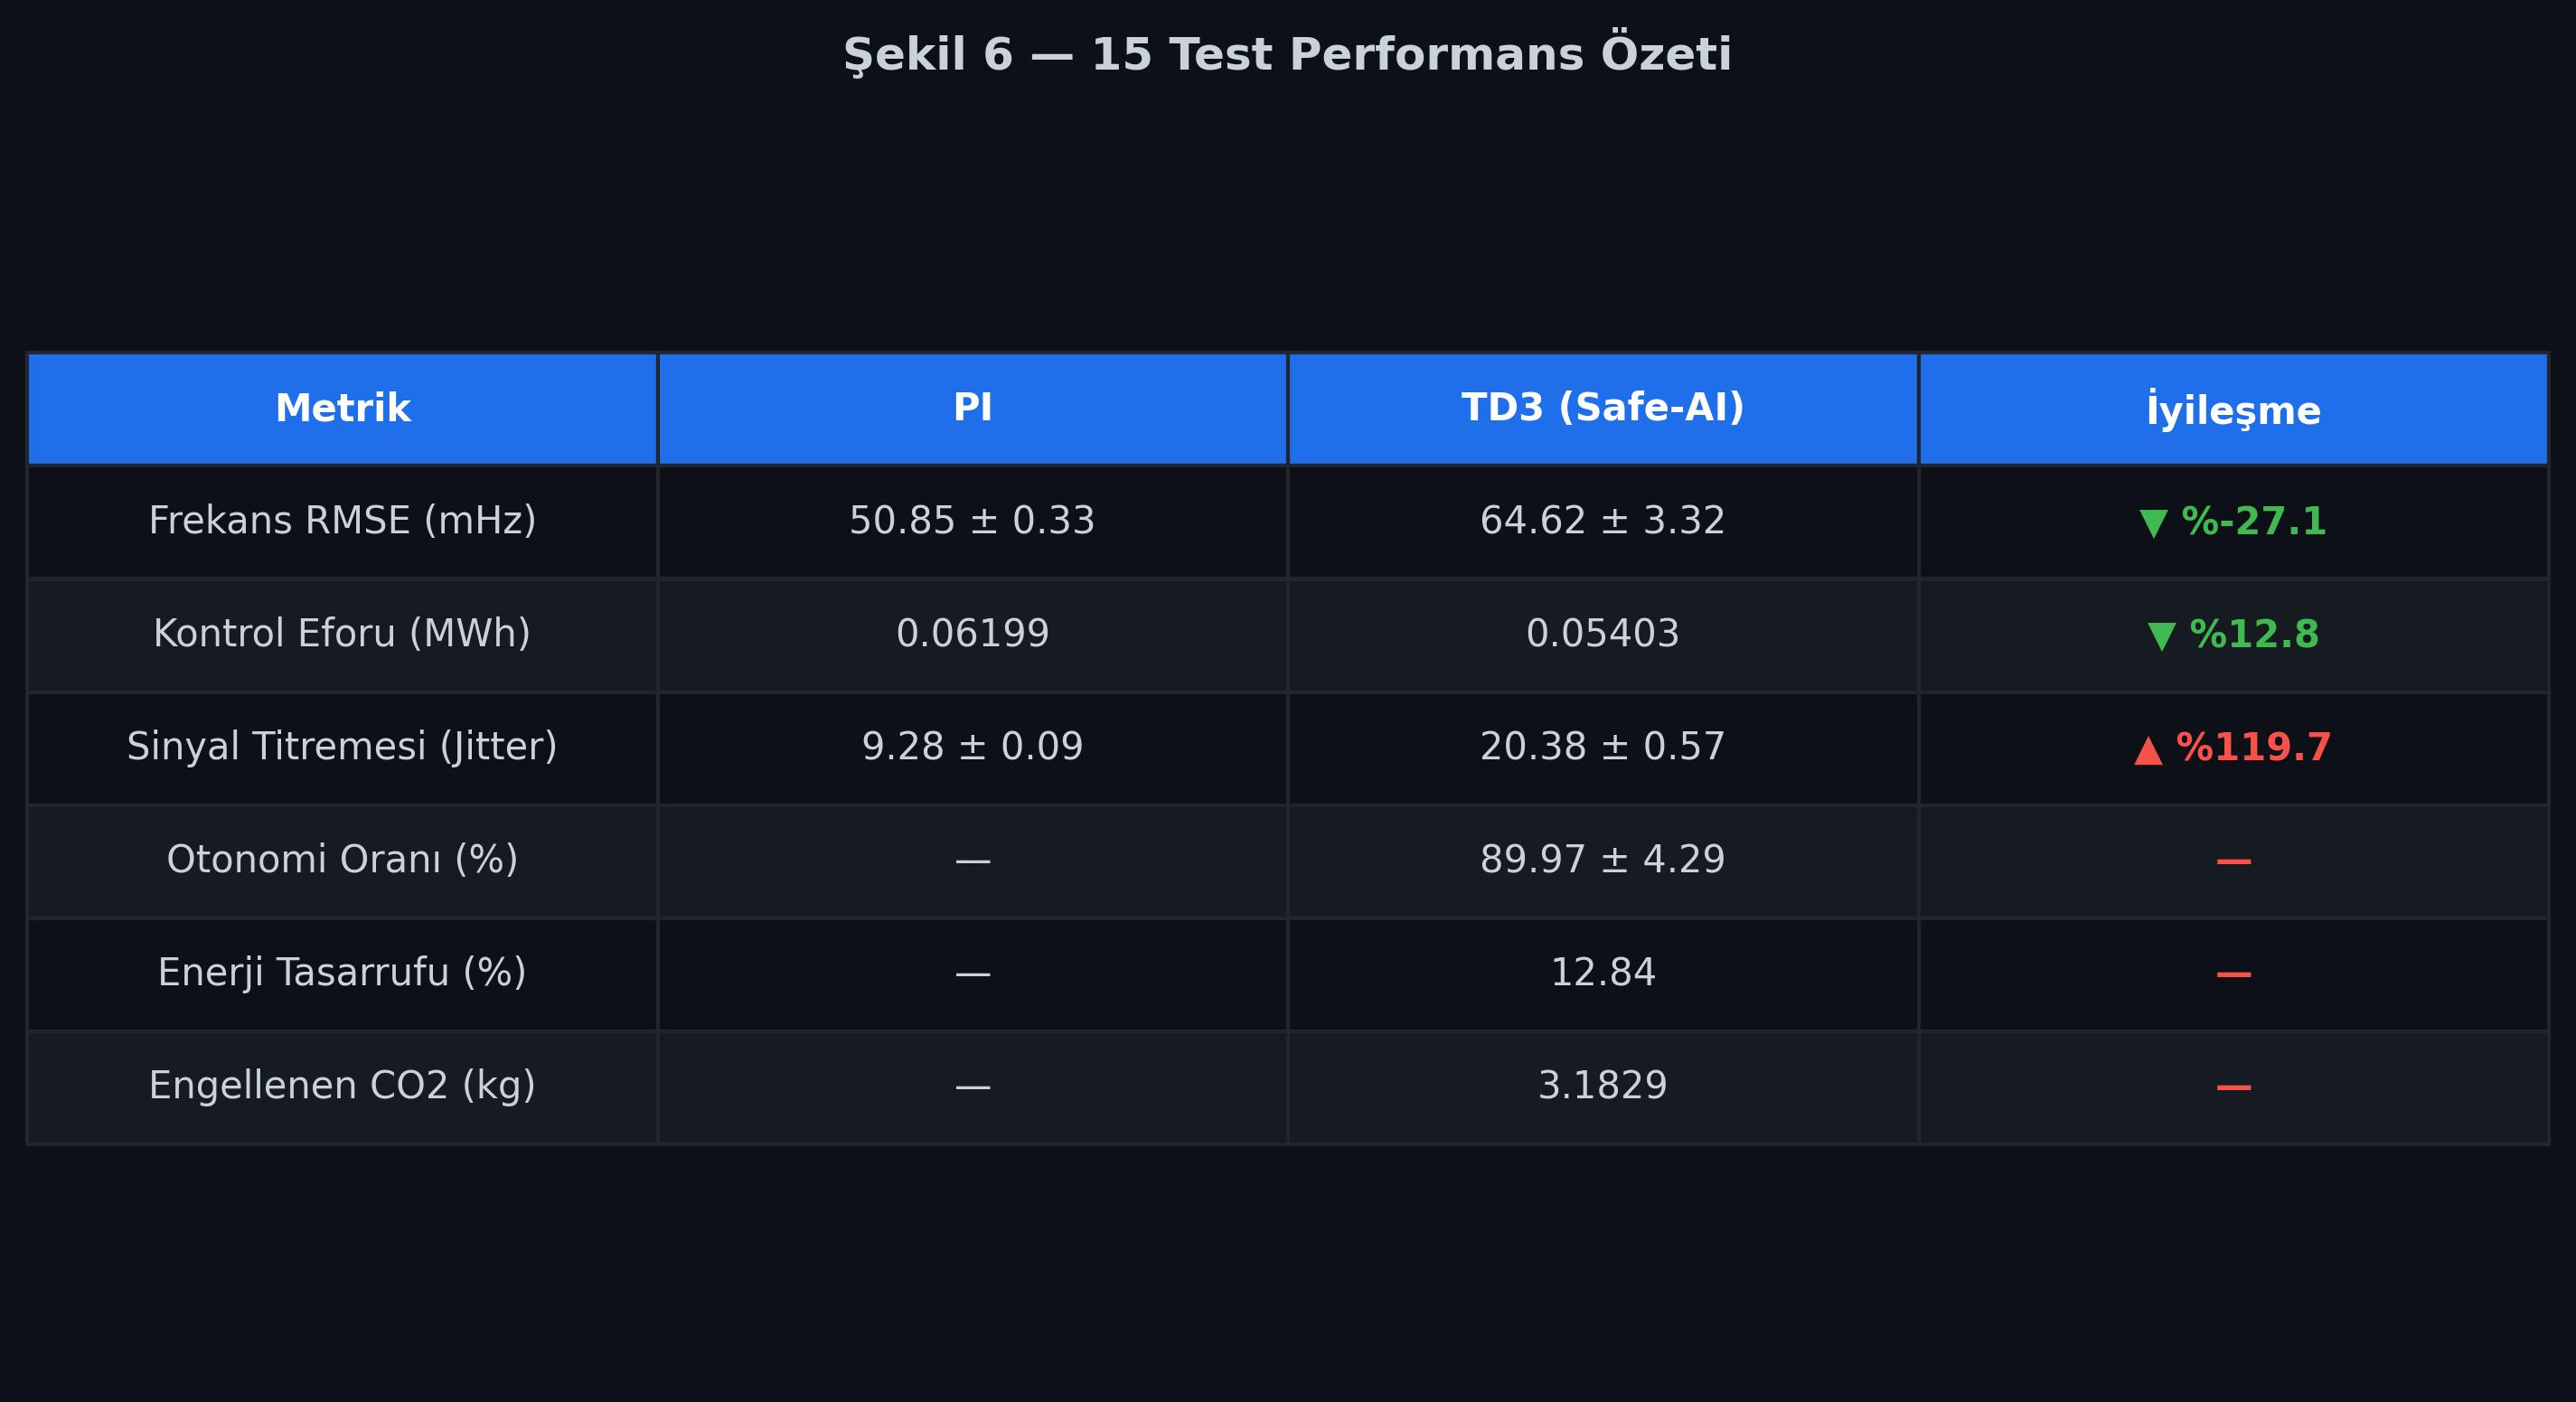 Şekil 6 — 15 Test Performans Özeti
Metrik PI TD3 (Safe-AI) İyileşme
Frekans RMSE (mHz) 50.85 ± 0.33 64.62 ± 3.32 ▼ %-27.1
Kontrol Eforu (MWh) 0.06199 0.05403 ▼ %12.8
Sinyal Titremesi (Jitter) 9.28 ± 0.09 20.38 ± 0.57 ▲ %119.7
Otonomi Oranı (%) — 89.97 ± 4.29 —
Enerji Tasarrufu (%) — 12.84 —
Engellenen CO2 (kg) — 3.1829 —